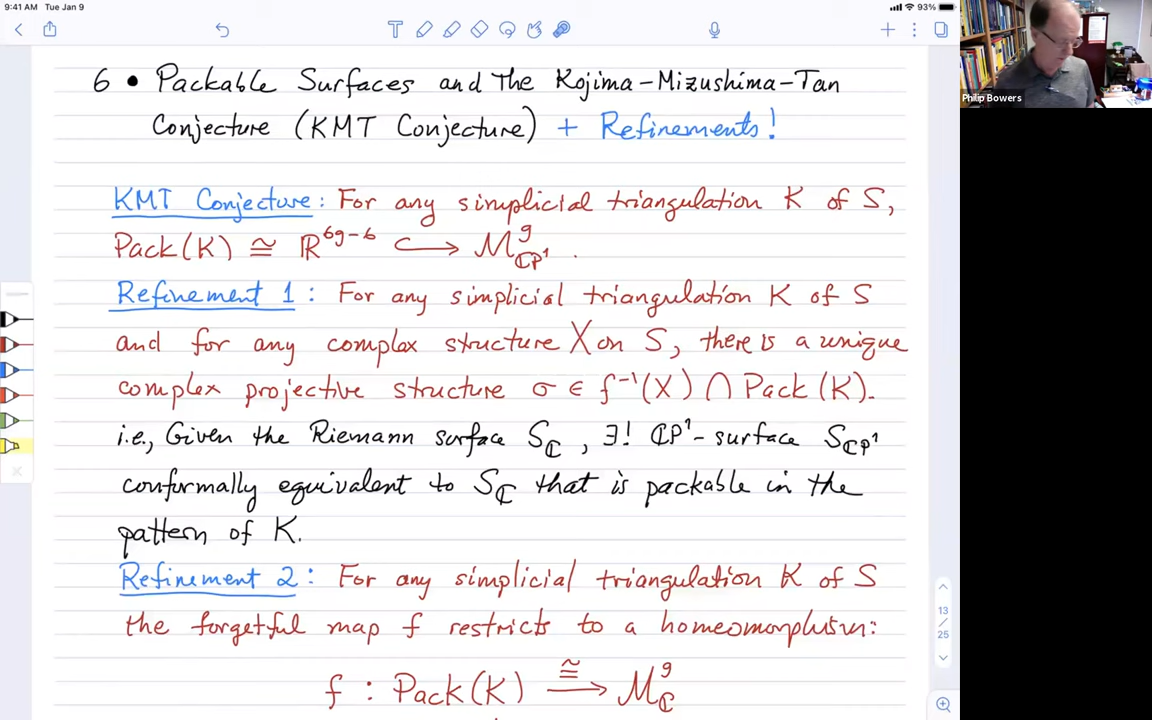 9:41 AM Tue Jan 9
93%
6 • Packable Surfaces and the Kojima-Mizushima-Tan
Conjecture (KMT Conjecture) + Refinements!
KMT Conjecture: For any simplicial triangulation K of S,
Pack(K) ≅ ℝ^{6g-6} ↪ M^g_{ℂP¹} .
Refinement 1: For any simplicial triangulation K of S
and for any complex structure X on S, there is a unique
complex projective structure σ ∈ f⁻¹(X) ∩ Pack(K).
i.e., Given the Riemann surface S_ℂ, ∃! ℂP¹-surface S_{ℂP¹}
conformally equivalent to S_ℂ that is packable in the
pattern of K.
Refinement 2: For any simplicial triangulation K of S
the forgetful map f restricts to a homeomorphism:
f : Pack(K) ≅⟶ M^g_ℂ
13
/
25
Philip Bowers